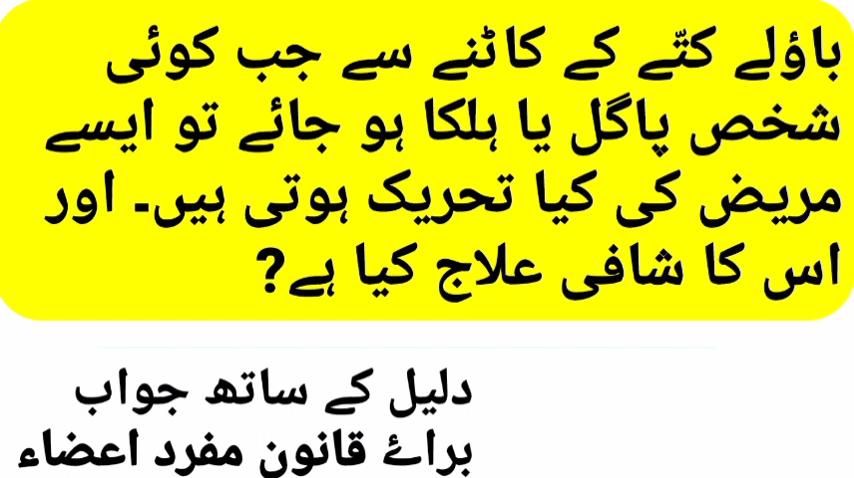 باؤلے کتّے کے کاٹنے سے جب کوئی
شخص پاگل یا ہلکا ہو جائے تو ایسے
مریض کی کیا تحریک ہوتی ہیں۔ اور
اس کا شافی علاج کیا ہے?
دلیل کے ساتھ جواب
برائے قانون مفرد اعضاء